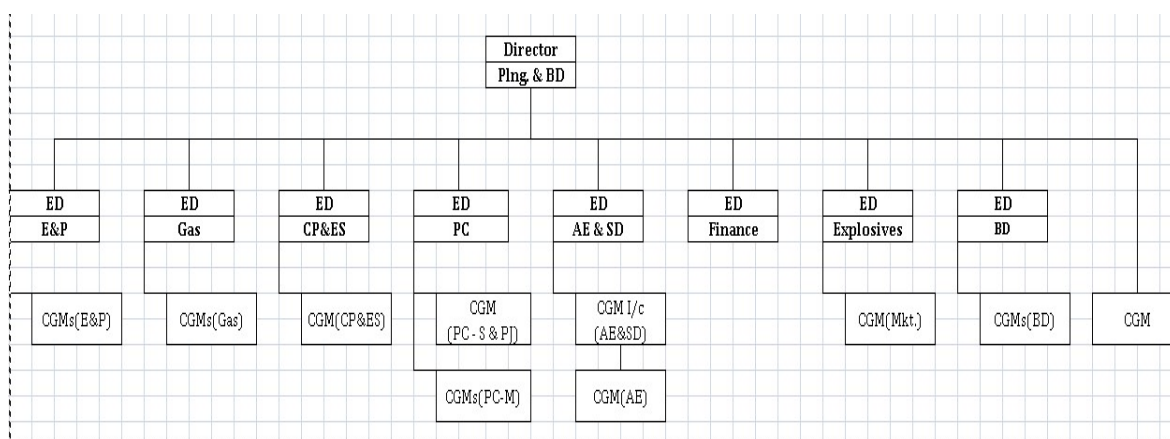 Director
Plng. & BD
ED
E&P
ED
Gas
ED
CP&ES
ED
PC
ED
AE & SD
ED
Finance
ED
Explosives
ED
BD
CGMs(E&P)
CGMs(Gas)
CGM(CP&ES)
CGM
(PC - S & PJ)
CGM I/c
(AE&SD)
CGM(Mkt.)
CGMs(BD)
CGM
CGMs(PC-M)
CGM(AE)